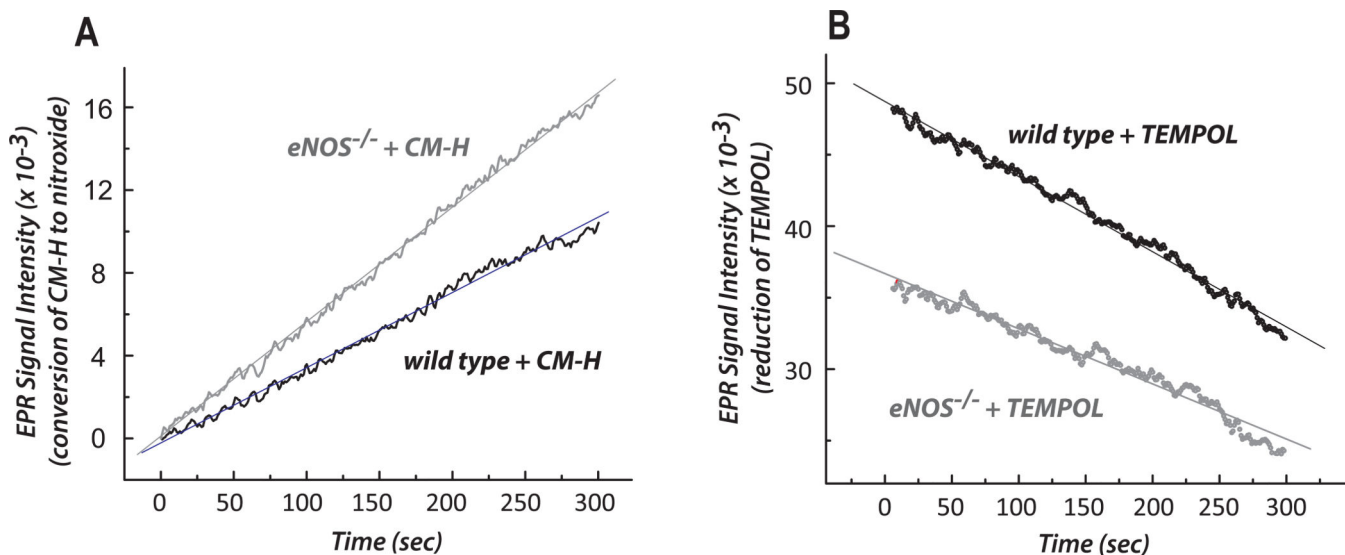 A
EPR Signal Intensity (x 10-3)
(conversion of CM-H to nitroxide)
16
12
8
4
0
eNOS-/- + CM-H
wild type + CM-H
0 50 100 150 200 250 300
Time (sec)
B
EPR Signal Intensity (x 10-3)
(reduction of TEMPOL)
50
40
30
wild type + TEMPOL
eNOS-/- + TEMPOL
0 50 100 150 200 250 300
Time (sec)